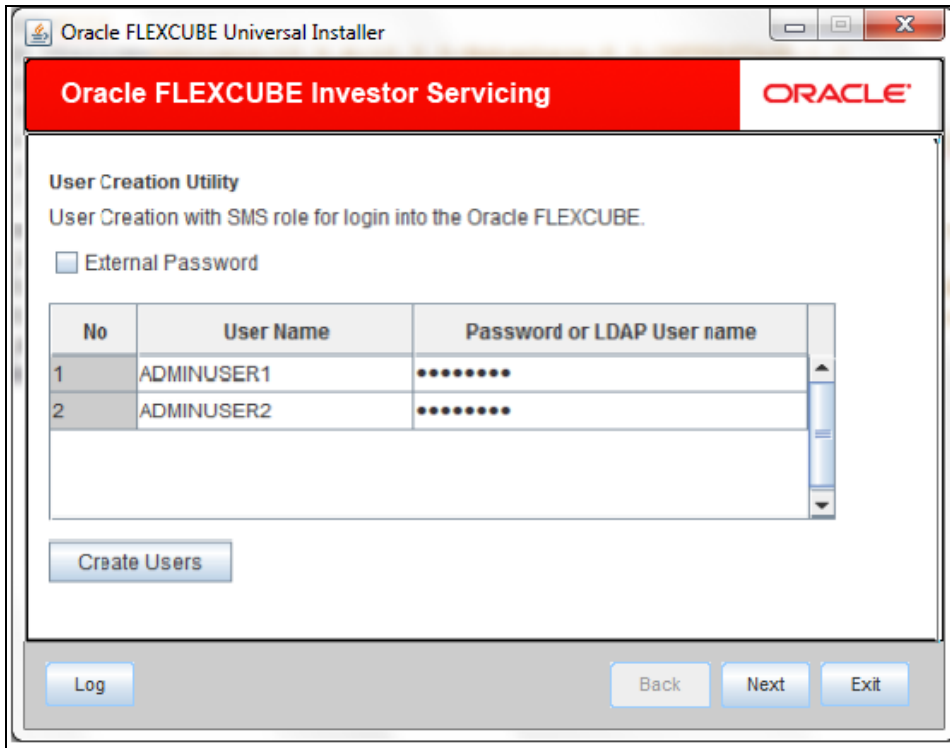 Oracle FLEXCUBE Universal Installer
Oracle FLEXCUBE Investor Servicing ORACLE
User Creation Utility
User Creation with SMS role for login into the Oracle FLEXCUBE.
External Password
No User Name Password or LDAP User name
1 ADMINUSER1 ••••••••
2 ADMINUSER2 ••••••••
Create Users
Log Back Next Exit